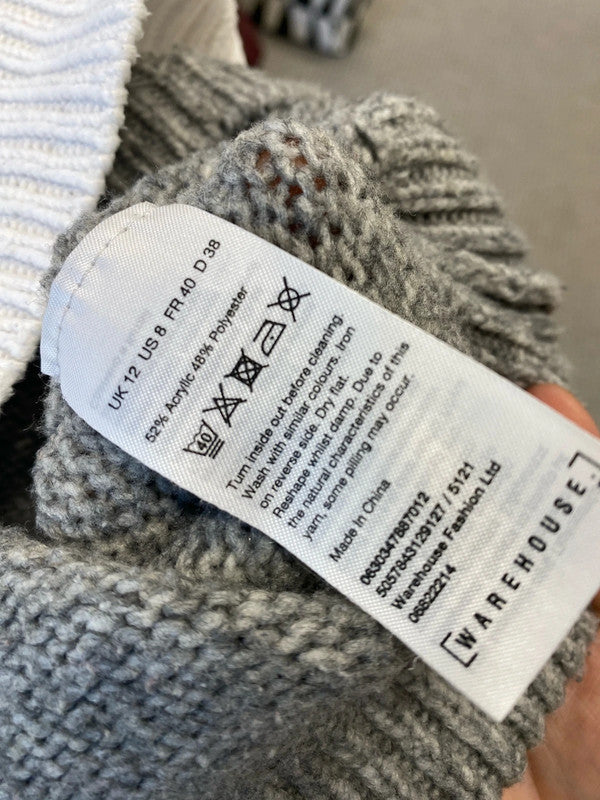 UK 12 US 8 FR 40 D 38
52% Acrylic 48% Polyester
40
Turn inside out before cleaning.
Wash with similar colours. Iron
on reverse side. Dry flat.
Reshape whilst damp. Due to
the natural characteristics of this
yarn, some pilling may occur.
Made In China
0630347887012
5057843129127 / 5121
Warehouse Fashion Ltd
06822214
WAREHOUSE